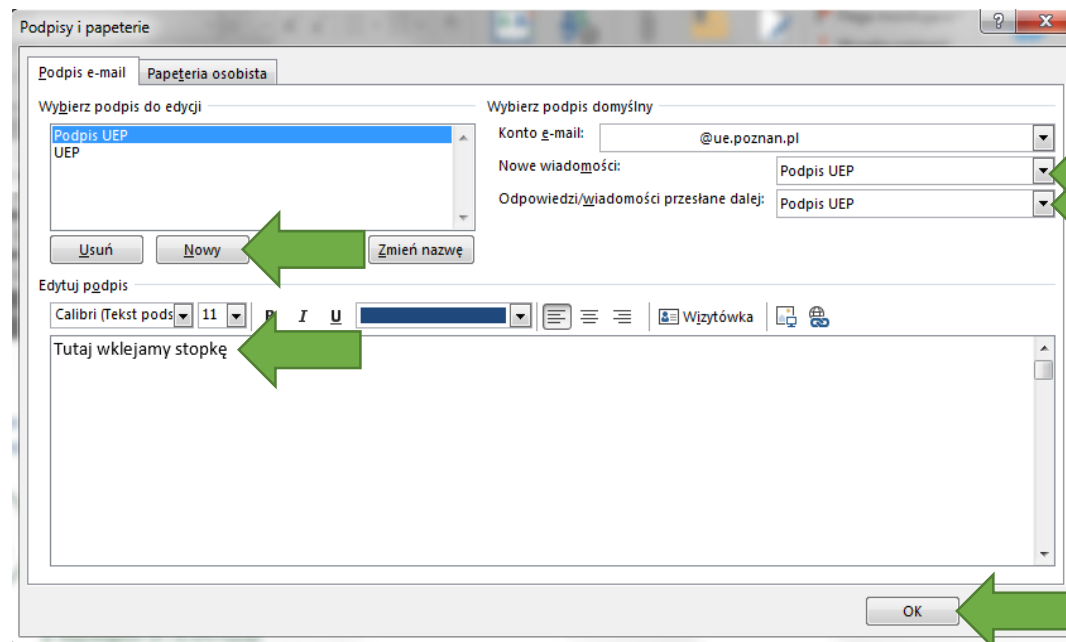 Podpisy i papeterie
Podpis e-mail Papeteria osobista
Wybierz podpis do edycji
Podpis UEP
UEP
Usuń Nowy Zmień nazwę
Wybierz podpis domyślny
Konto e-mail: @ue.poznan.pl
Nowe wiadomości: Podpis UEP
Odpowiedzi/wiadomości przesłane dalej: Podpis UEP
Edytuj podpis
Calibri (Tekst pods 11 B I U Wizytówka
Tutaj wklejamy stopkę
OK